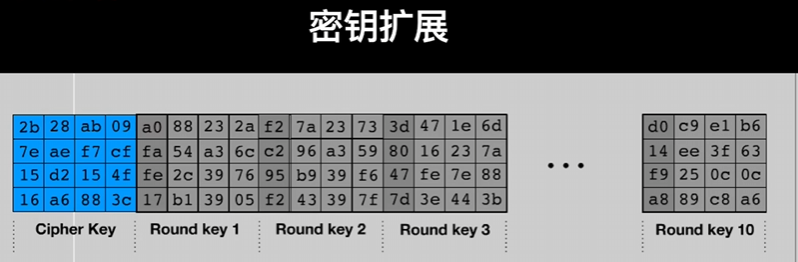 密钥扩展
2b 28 ab 09 a0 88 23 2a f2 7a 23 73 3d 47 1e 6d d0 c9 e1 b6
7e ae f7 cf fa 54 a3 6c c2 96 a3 59 80 16 23 7a 14 ee 3f 63
15 d2 15 4f fe 2c 39 76 95 b9 39 f6 47 fe 7e 88 f9 25 0c 0c
16 a6 88 3c 17 b1 39 05 f2 43 39 7f 7d 3e 44 3b a8 89 c8 a6
...
Cipher Key Round key 1 Round key 2 Round key 3 Round key 10